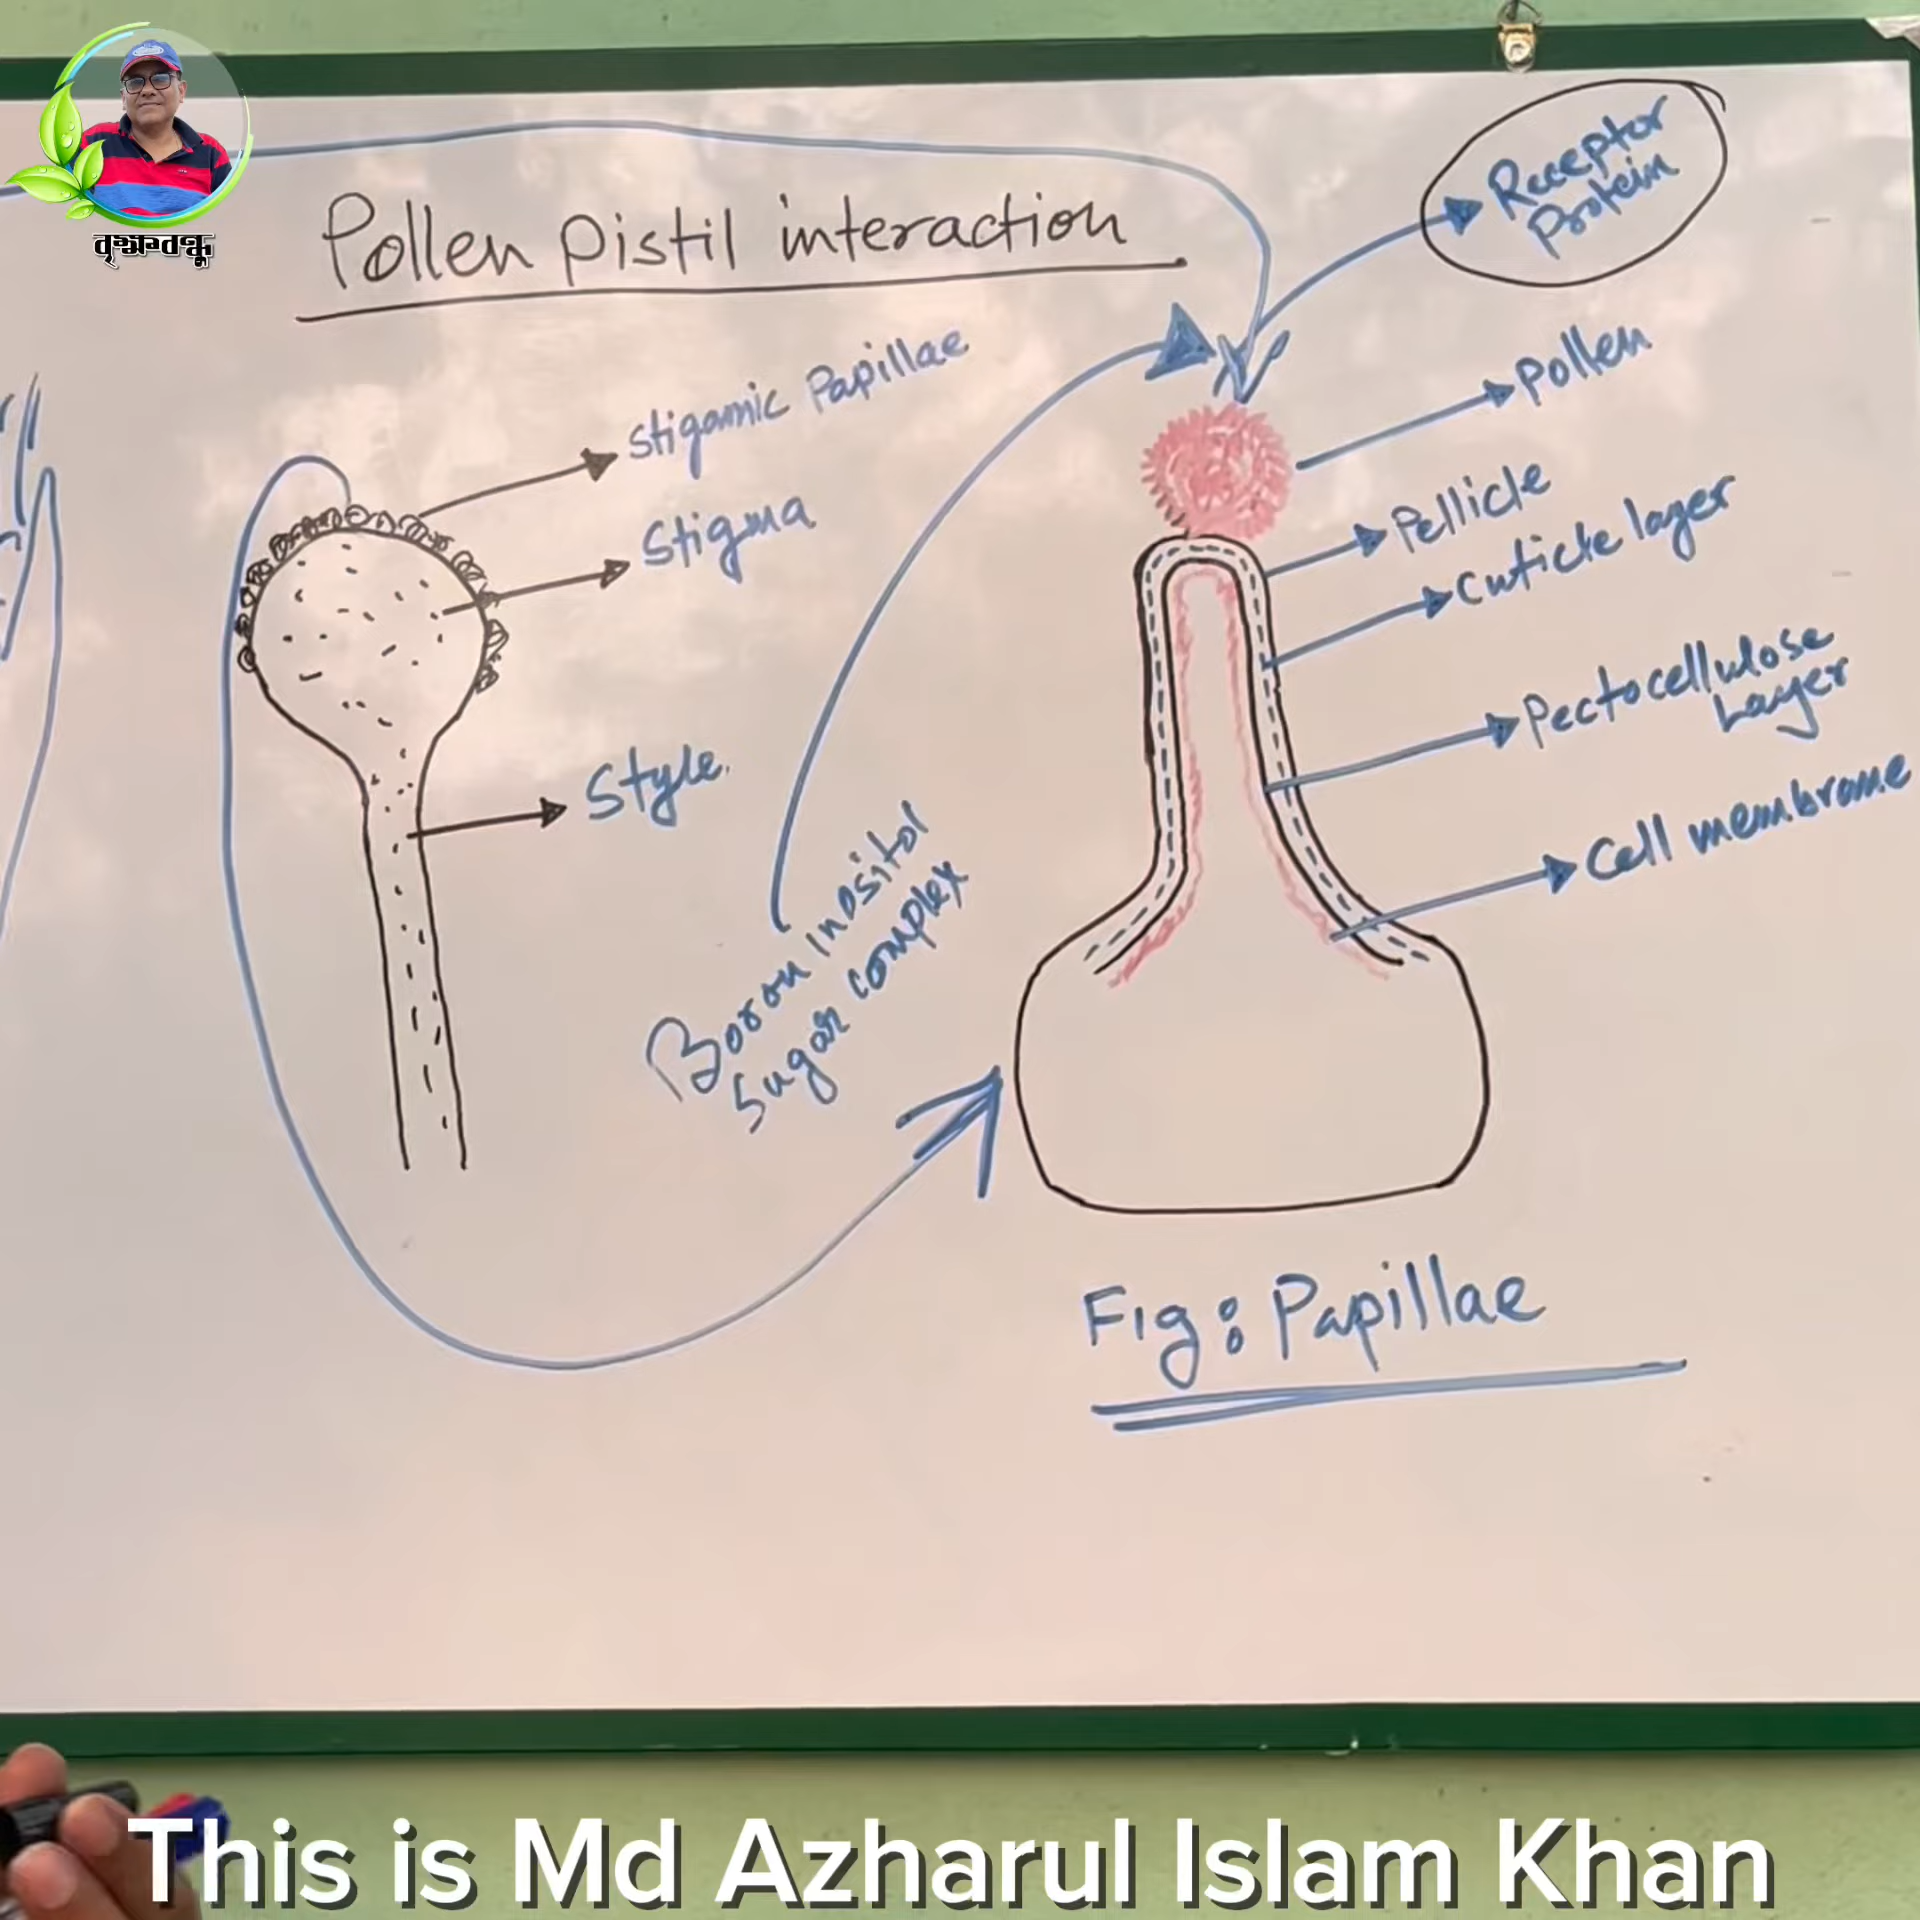 বৃক্ষবন্ধু
Pollen Pistil interaction
Receptor
Protein
Stigamic Papillae
Stigma
Style.
Pollen
Pellicle
Cuticle layer
Pectocellulose
Layer
Cell membrame
Boron inositol
Sugar complex
Fig: Papillae
This is Md Azharul Islam Khan